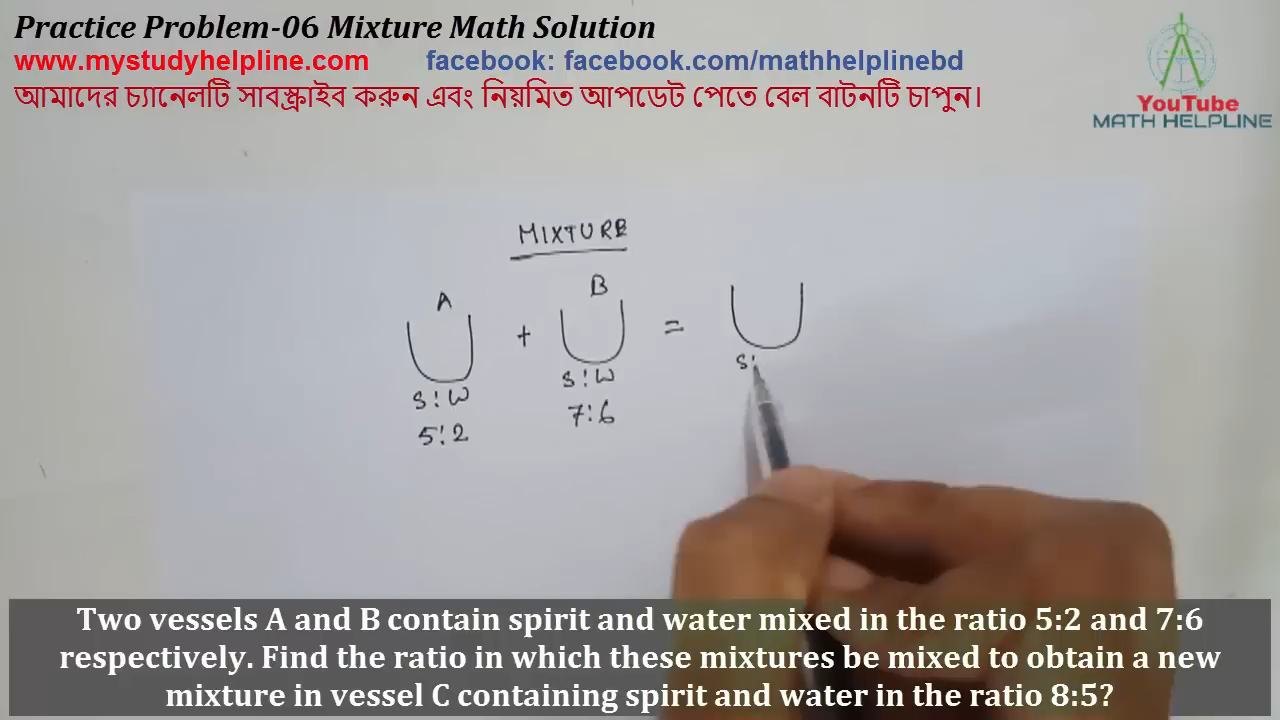 Practice Problem-06 Mixture Math Solution
www.mystudyhelpline.com facebook: facebook.com/mathhelplinebd
আমাদের চ্যানেলটি সাবস্ক্রাইব করুন এবং নিয়মিত আপডেট পেতে বেল বাটনটি চাপুন।
YouTube
MATH HELPLINE
MIXTURE
A B
+ =
S:W S:W S:
5:2 7:6
Two vessels A and B contain spirit and water mixed in the ratio 5:2 and 7:6
respectively. Find the ratio in which these mixtures be mixed to obtain a new
mixture in vessel C containing spirit and water in the ratio 8:5?